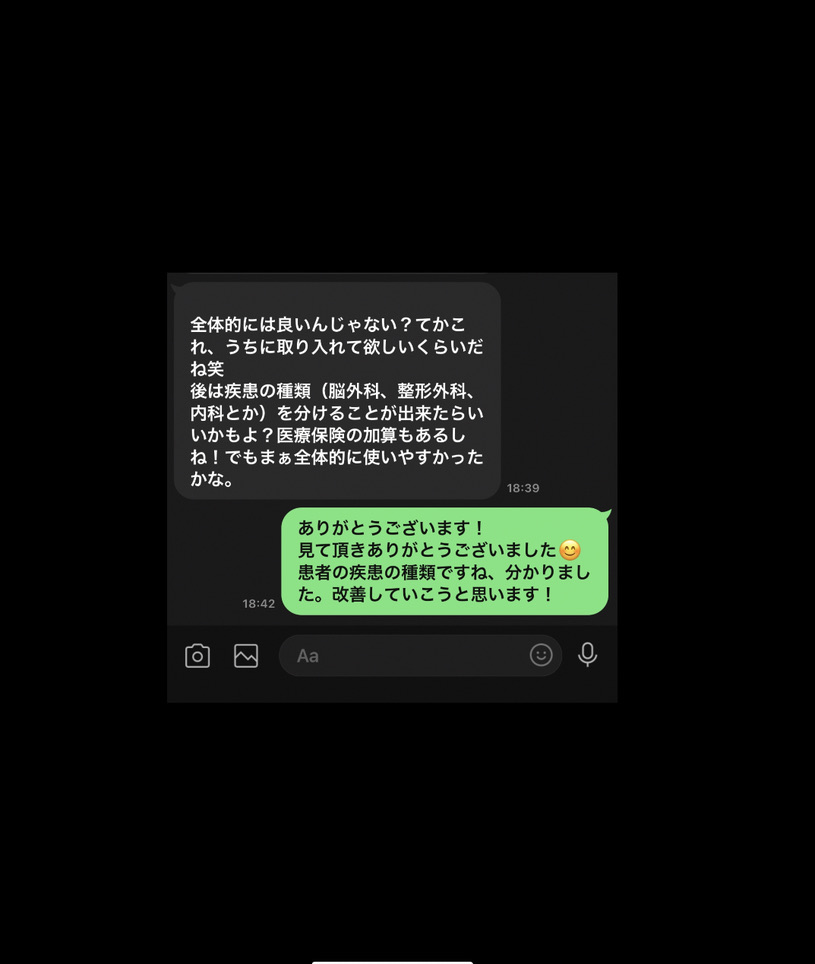 全体的には良いんじゃない？てかこ
れ、うちに取り入れて欲しいくらいだ
ね笑
後は疾患の種類（脳外科、整形外科、
内科とか）を分けることが出来たらい
いかもよ？医療保険の加算もあるし
ね！でもまぁ全体的に使いやすかった
かな。
18:39
ありがとうございます！
見て頂きありがとうございました😊
患者の疾患の種類ですね、分かりまし
た。改善していこうと思います！
18:42
Aa